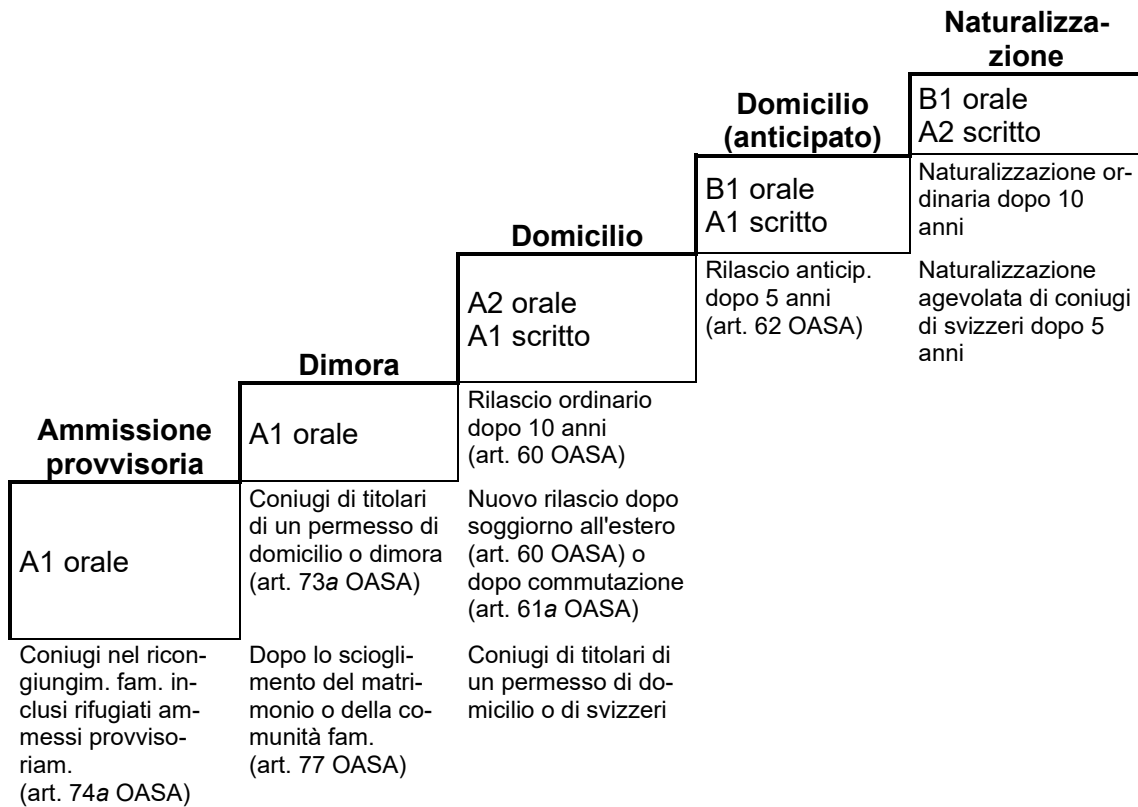 Ammissione
provvisoria
A1 orale
Coniugi nel ricon-
giungim. fam. in-
clusi rifugiati am-
messi provviso-
riam.
(art. 74a OASA)
Dimora
A1 orale
Coniugi di titolari
di un permesso di
domicilio o dimora
(art. 73a OASA)
Dopo lo sciogli-
mento del matri-
monio o della co-
munità fam.
(art. 77 OASA)
Domicilio
A2 orale
A1 scritto
Rilascio ordinario
dopo 10 anni
(art. 60 OASA)
Nuovo rilascio dopo
soggiorno all'estero
(art. 60 OASA) o
dopo commutazione
(art. 61a OASA)
Coniugi di titolari di
un permesso di do-
micilio o di svizzeri
Domicilio
(anticipato)
B1 orale
A1 scritto
Rilascio anticip.
dopo 5 anni
(art. 62 OASA)
Naturalizza-
zione
B1 orale
A2 scritto
Naturalizzazione or-
dinaria dopo 10
anni
Naturalizzazione
agevolata di coniugi
di svizzeri dopo 5
anni